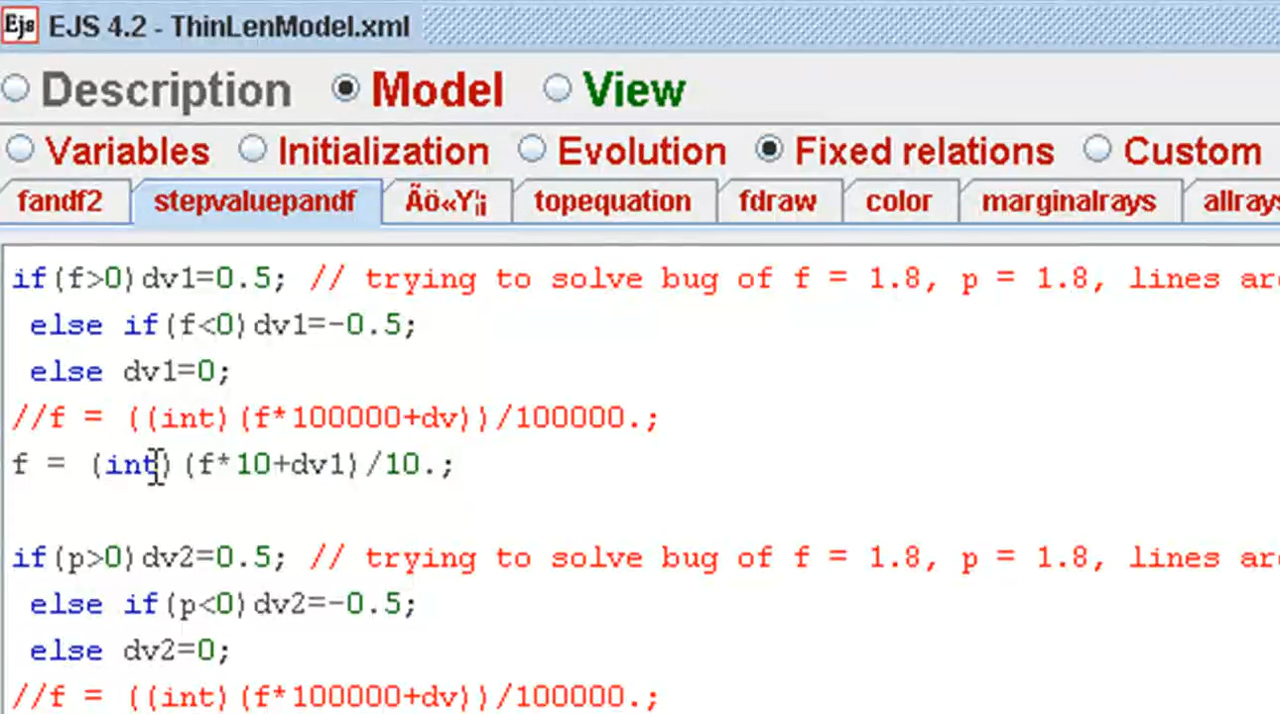 Ejs EJS 4.2 - ThinLenModel.xml
Description Model View
Variables Initialization Evolution Fixed relations Custom
fandf2 stepvaluepandf Ãö«Y¦¡ topequation fdraw color marginalrays allrays
if(f>0)dv1=0.5; // trying to solve bug of f = 1.8, p = 1.8, lines are
else if(f<0)dv1=-0.5;
else dv1=0;
//f = ((int)(f*100000+dv))/100000.;
f = (int)(f*10+dv1)/10.;
if(p>0)dv2=0.5; // trying to solve bug of f = 1.8, p = 1.8, lines are
else if(p<0)dv2=-0.5;
else dv2=0;
//f = ((int)(f*100000+dv))/100000.;